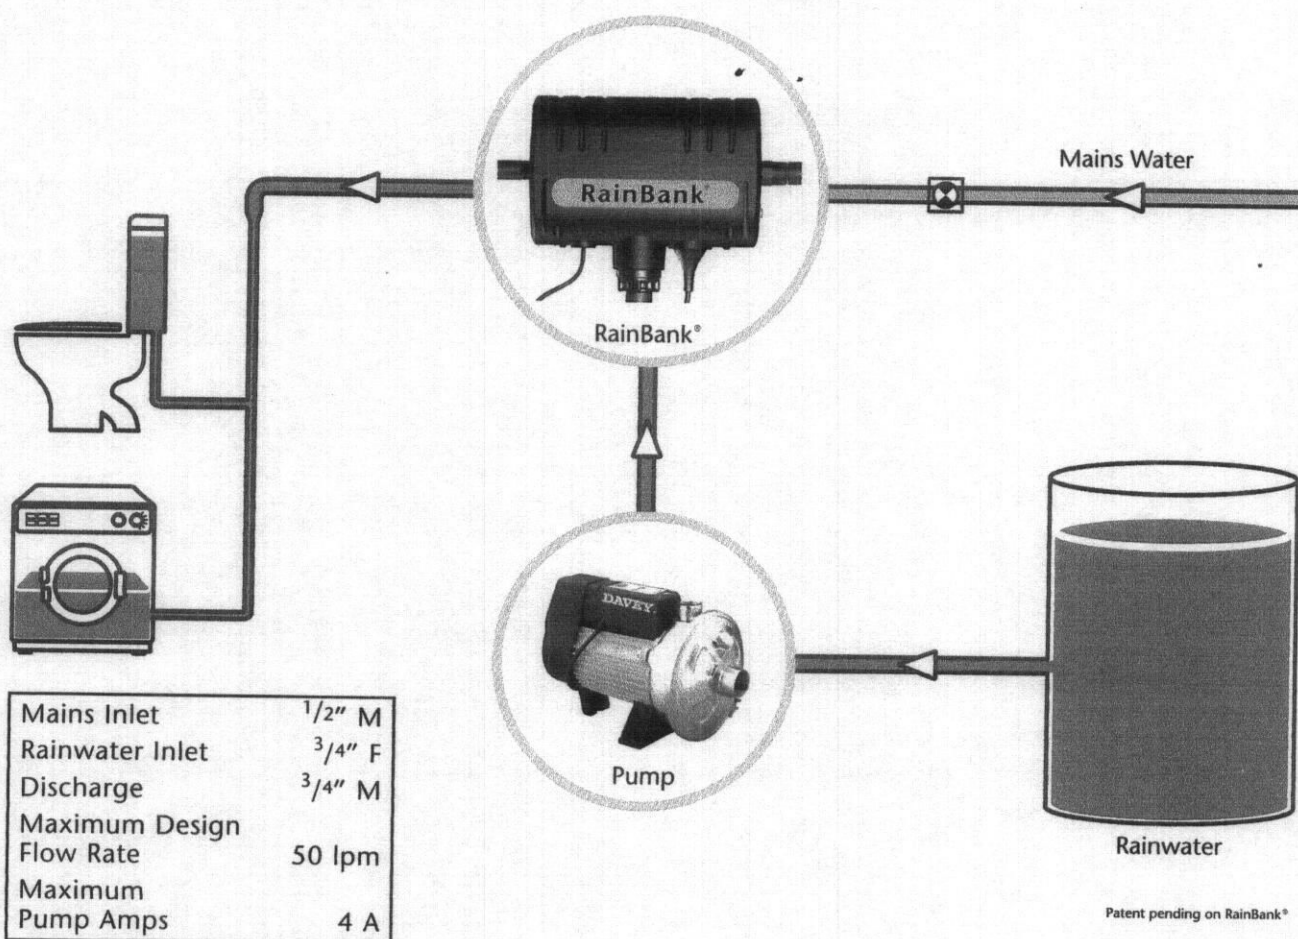 Mains Water
RainBank®
RainBank®
DAVEY
Pump
Rainwater
Mains Inlet 1/2" M
Rainwater Inlet 3/4" F
Discharge 3/4" M
Maximum Design
Flow Rate 50 lpm
Maximum
Pump Amps 4 A
Patent pending on RainBank®